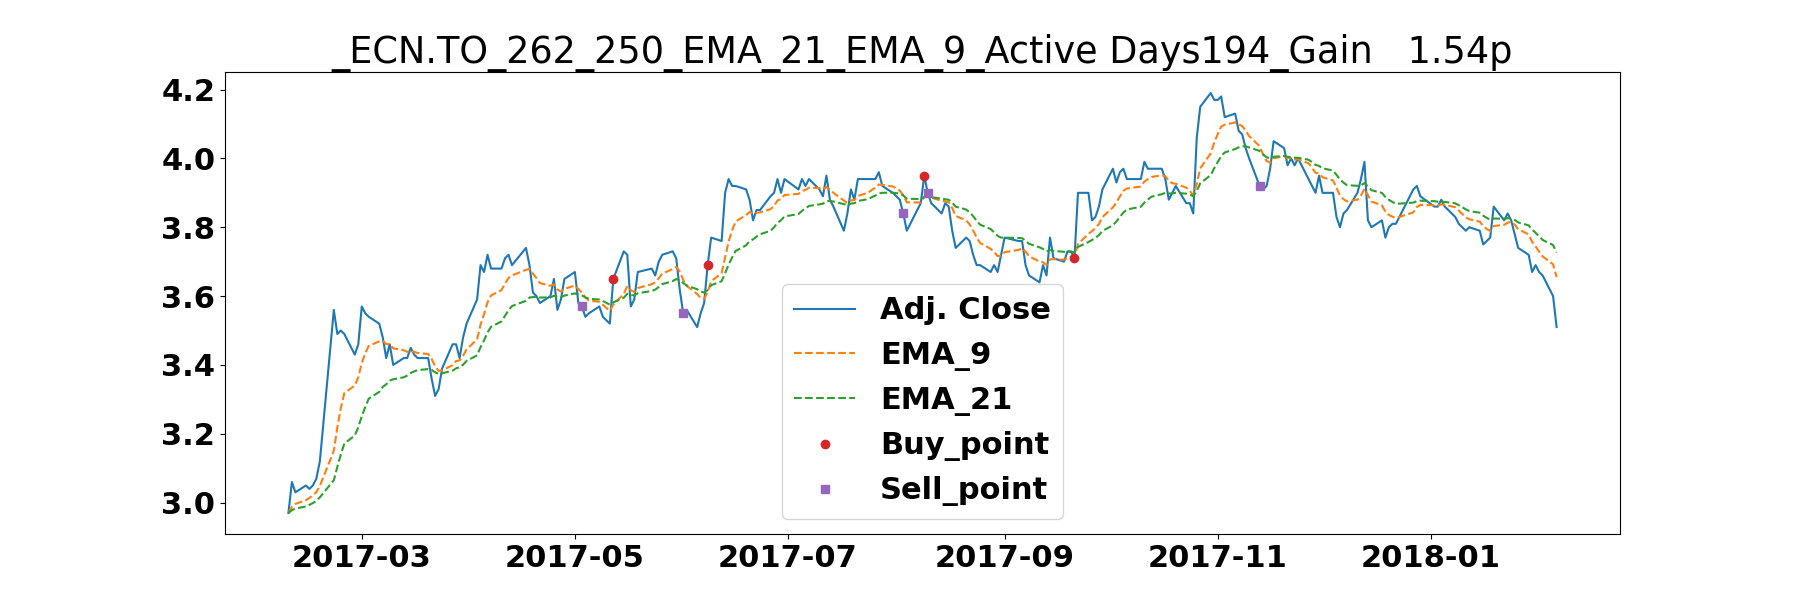 _ECN.TO_262_250_EMA_21_EMA_9_Active Days194_Gain   1.54p
4.2
4.0
3.8
3.6
3.4
3.2
3.0
Adj. Close
EMA_9
EMA_21
Buy_point
Sell_point
2017-03 2017-05 2017-07 2017-09 2017-11 2018-01